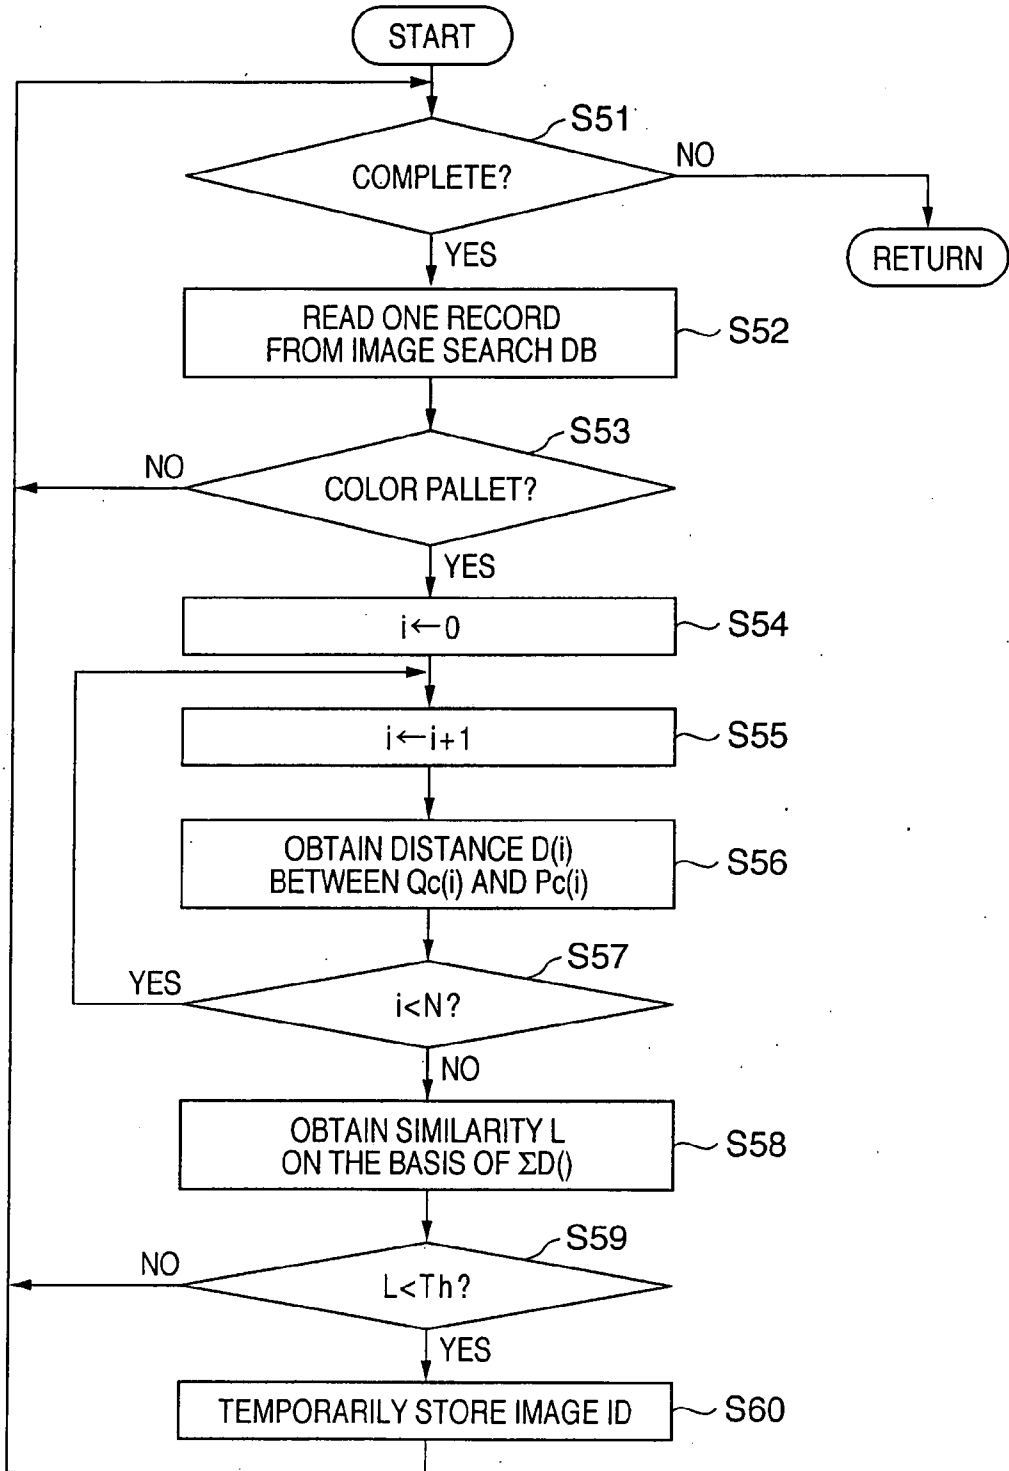 START
S51
COMPLETE?
NO
RETURN
YES
READ ONE RECORD
FROM IMAGE SEARCH DB
S52
S53
NO
COLOR PALLET?
YES
i←0
S54
i←i+1
S55
OBTAIN DISTANCE D(i)
BETWEEN Qc(i) AND Pc(i)
S56
S57
YES
i<N?
NO
OBTAIN SIMILARITY L
ON THE BASIS OF ΣD()
S58
S59
NO
L<Th?
YES
TEMPORARILY STORE IMAGE ID
S60